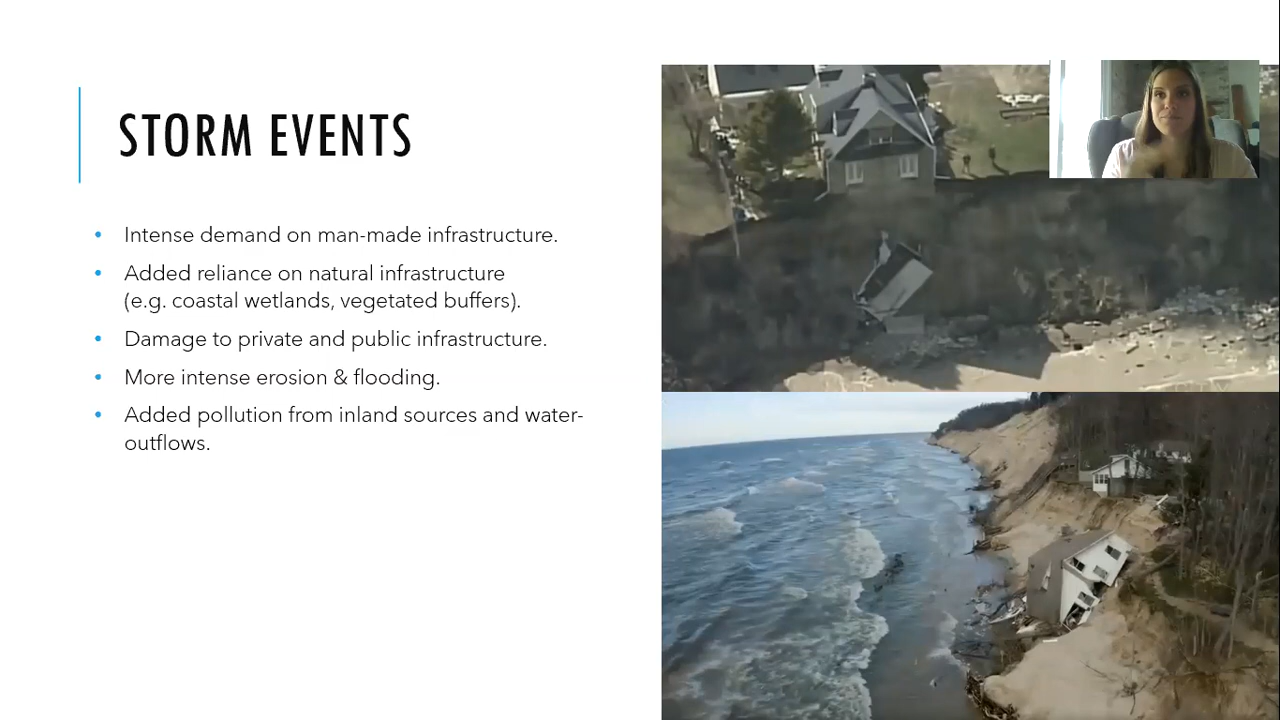 STORM EVENTS
• Intense demand on man-made infrastructure.
• Added reliance on natural infrastructure
(e.g. coastal wetlands, vegetated buffers).
• Damage to private and public infrastructure.
• More intense erosion & flooding.
• Added pollution from inland sources and water-
outflows.